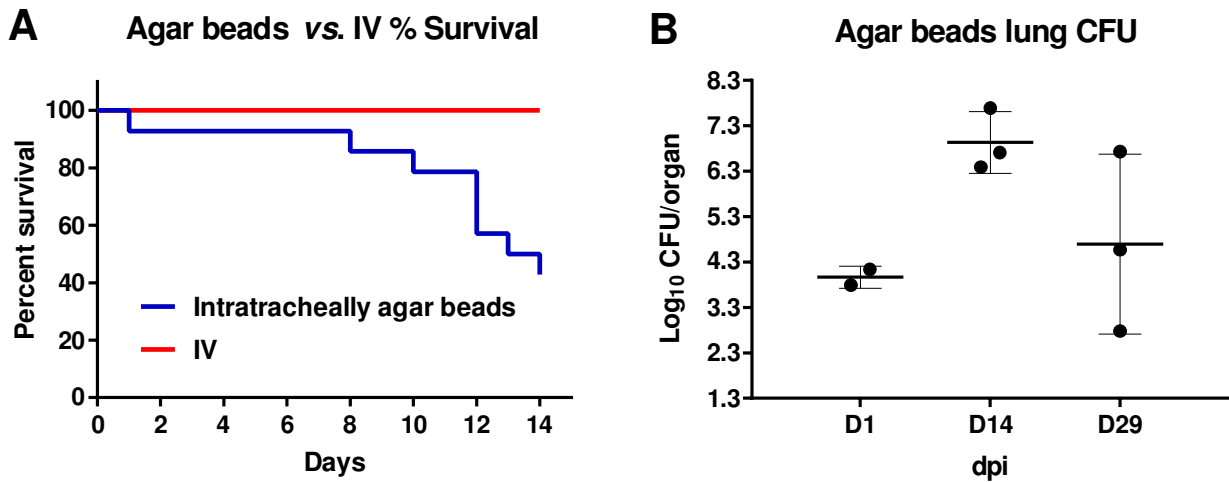 A
Agar beads vs. IV % Survival
Percent survival
100
80
60
40
20
0
Intratracheally agar beads
IV
0 2 4 6 8 10 12 14
Days
B
Agar beads lung CFU
Log10 CFU/organ
8.3
7.3
6.3
5.3
4.3
3.3
2.3
1.3
D1 D14 D29
dpi